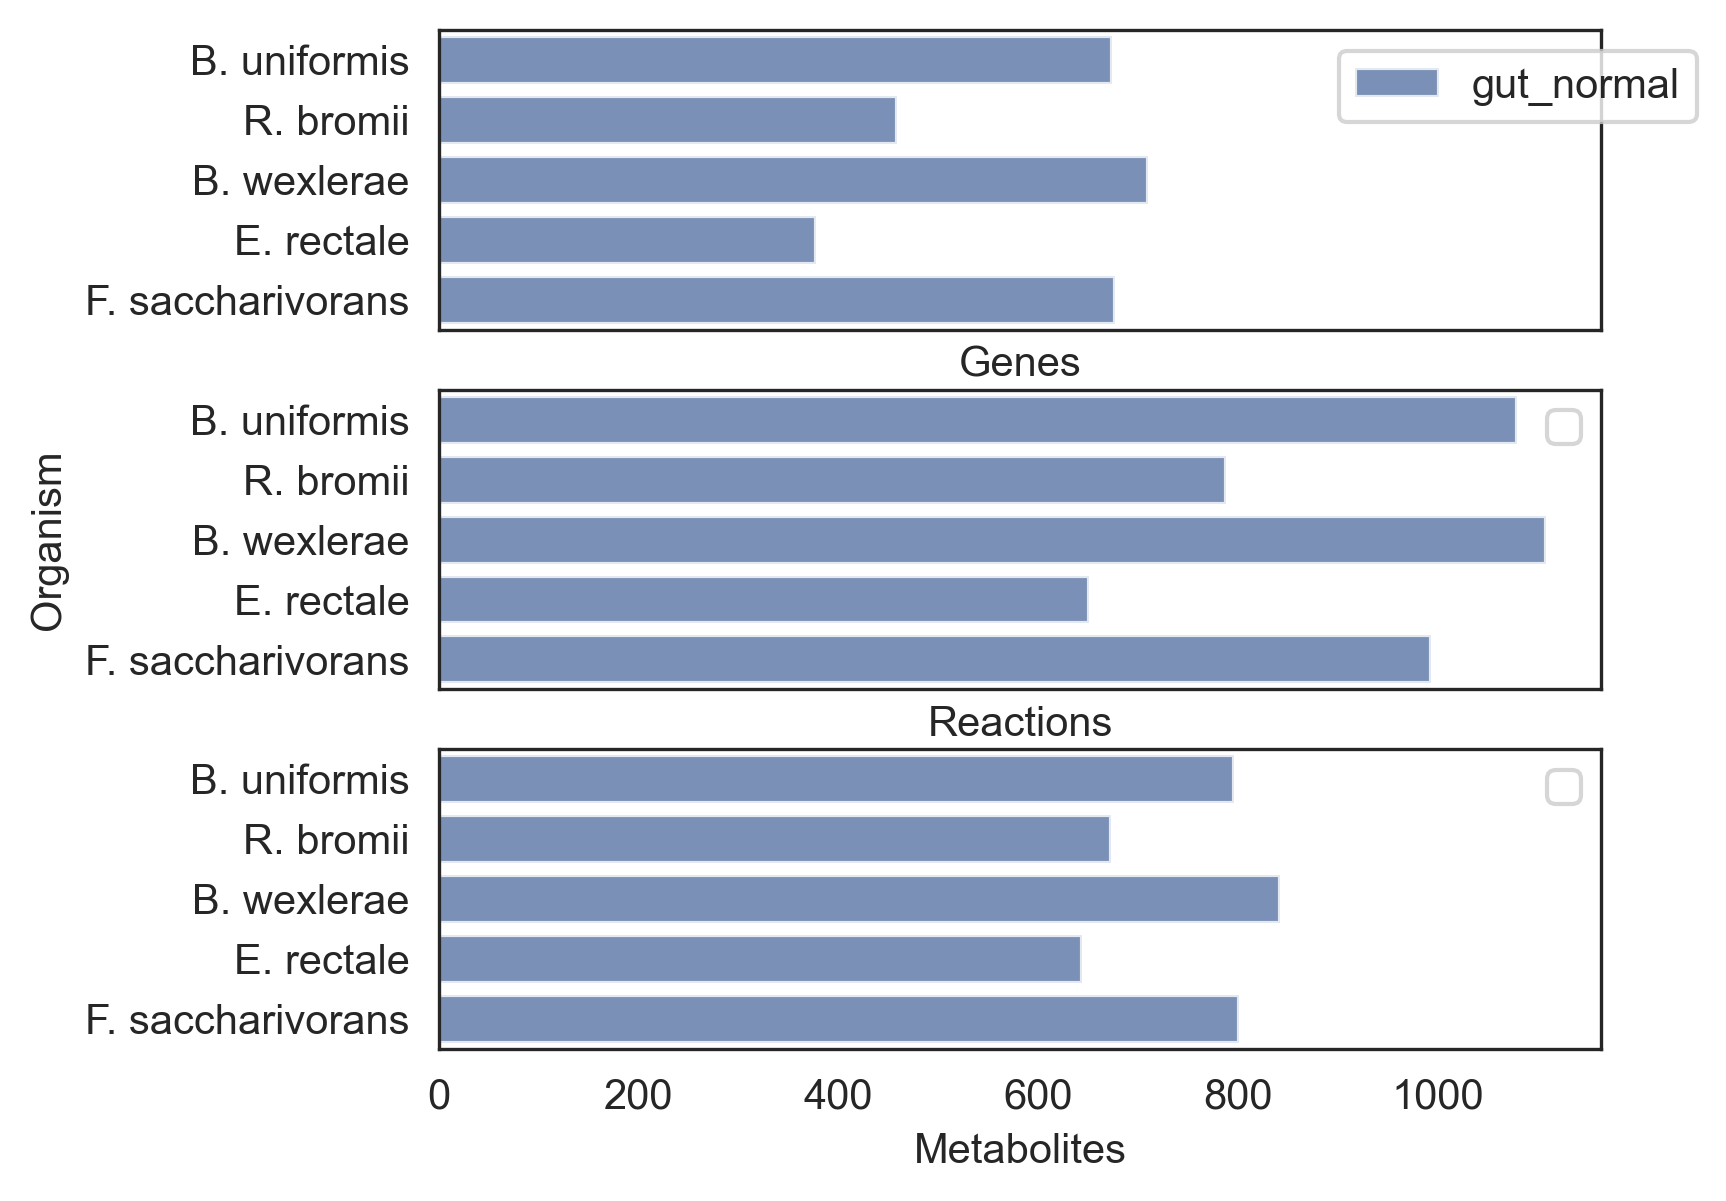 B. uniformis
R. bromii
B. wexlerae
E. rectale
F. saccharivorans
gut_normal
Genes
Organism
B. uniformis
R. bromii
B. wexlerae
E. rectale
F. saccharivorans
Reactions
B. uniformis
R. bromii
B. wexlerae
E. rectale
F. saccharivorans
0 200 400 600 800 1000
Metabolites